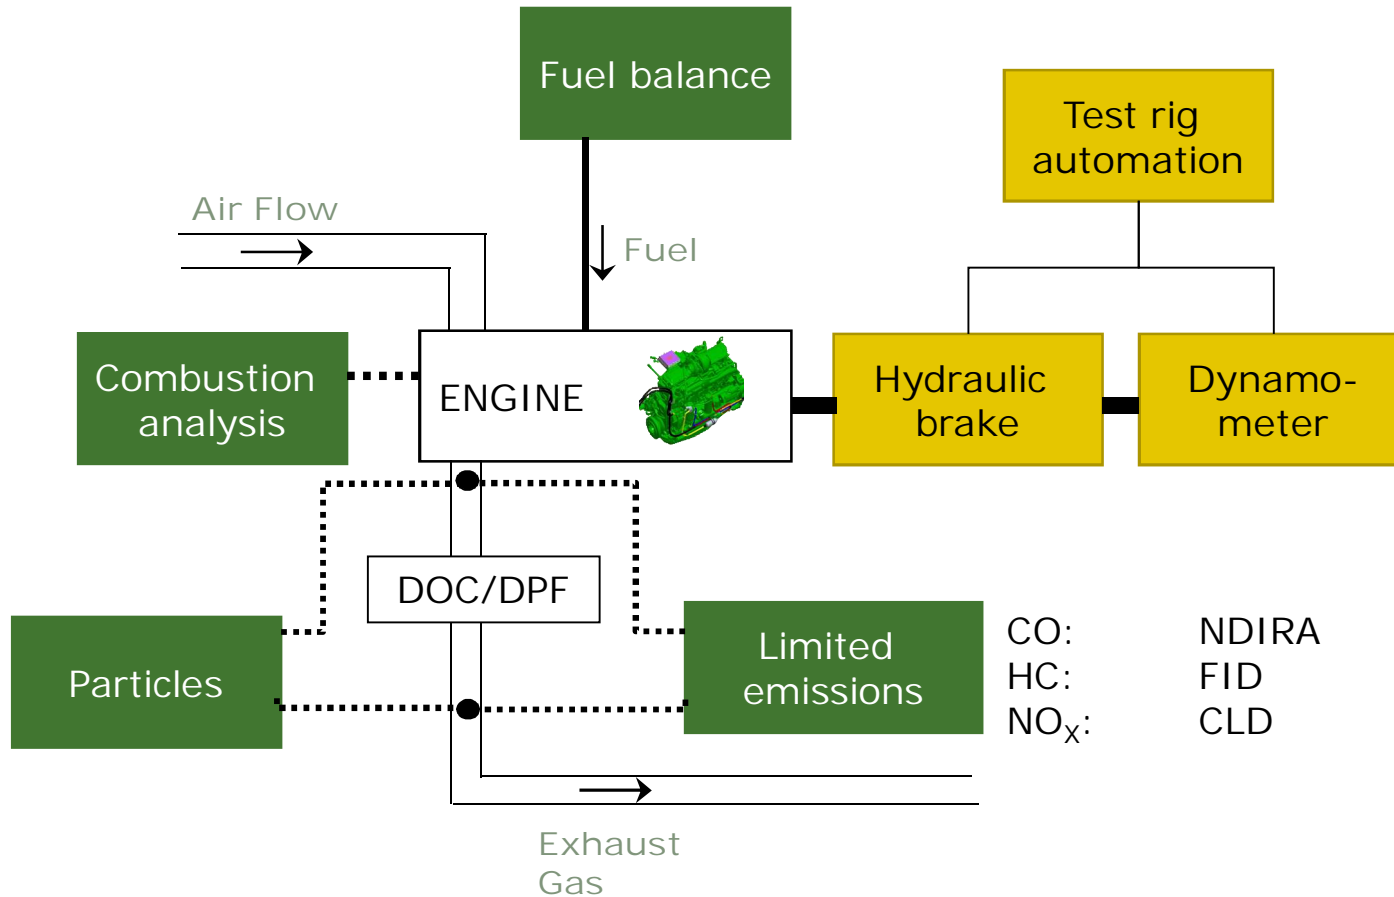 Fuel balance
Test rig
automation
Air Flow
Fuel
Combustion
analysis
ENGINE
Hydraulic
brake
Dynamo-
meter
DOC/DPF
Particles
Limited
emissions
CO: NDIRA
HC: FID
NOX: CLD
Exhaust
Gas